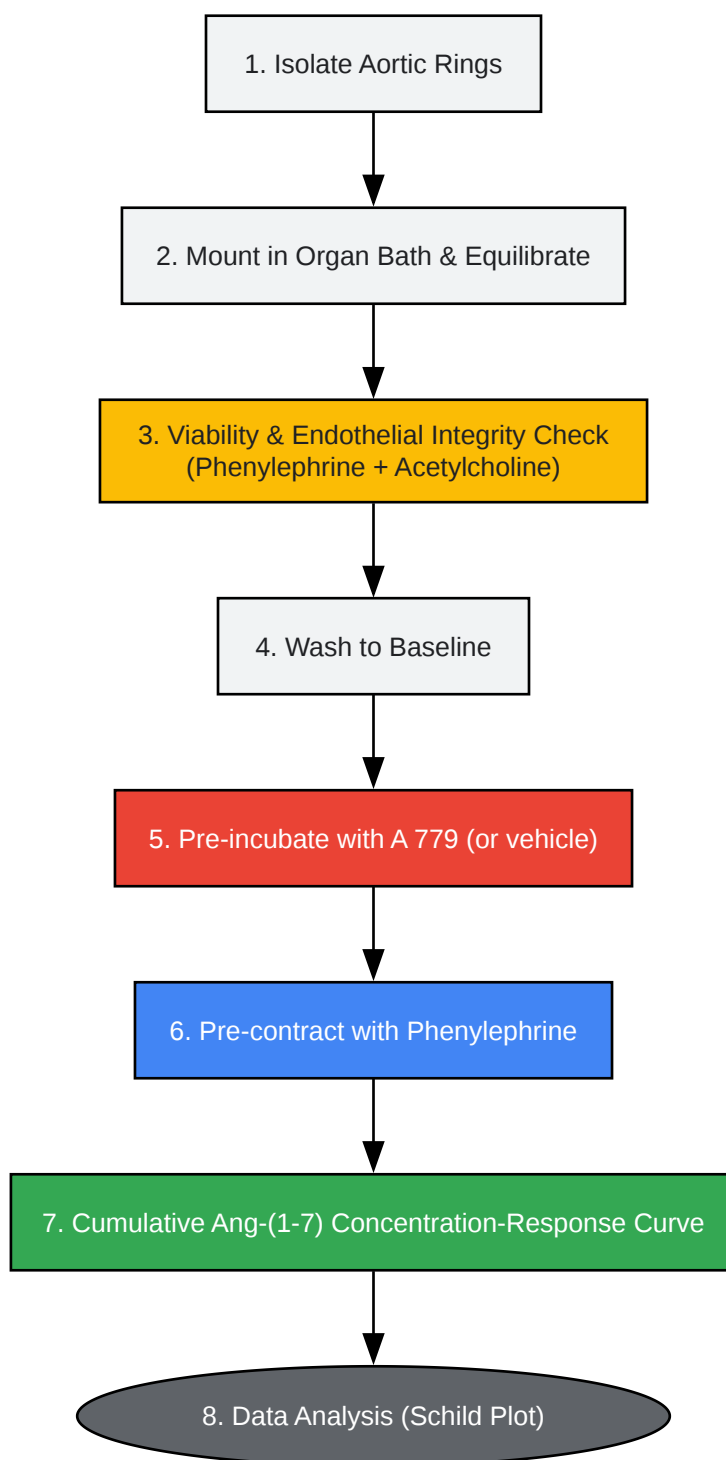 1. Isolate Aortic Rings
2. Mount in Organ Bath & Equilibrate
3. Viability & Endothelial Integrity Check
(Phenylephrine + Acetylcholine)
4. Wash to Baseline
5. Pre-incubate with A 779 (or vehicle)
6. Pre-contract with Phenylephrine
7. Cumulative Ang-(1-7) Concentration-Response Curve
8. Data Analysis (Schild Plot)